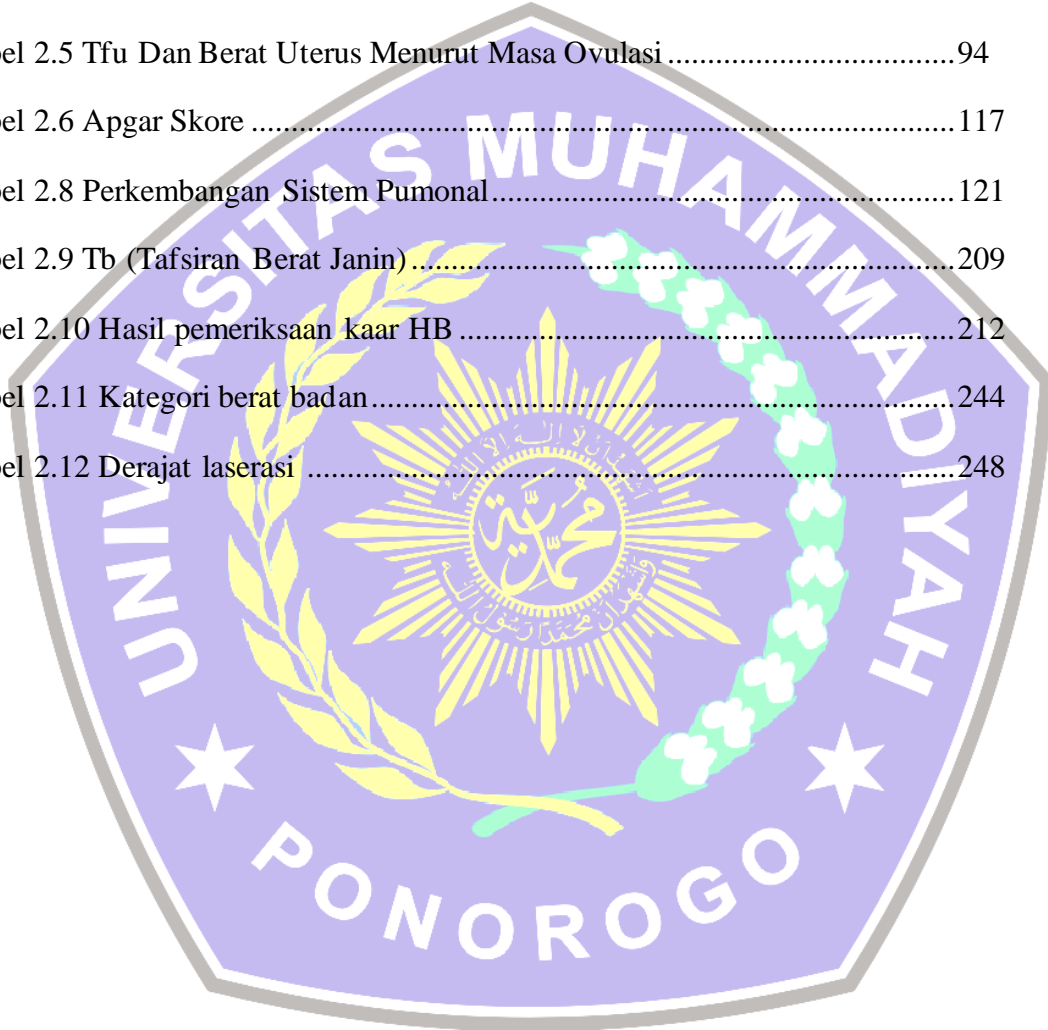 bel 2.5 Tfu Dan Berat Uterus Menurut Masa Ovulasi ................................ 94
bel 2.6 Apgar Skore ................................................................................ 117
bel 2.8 Perkembangan Sistem Pumonal ..................................................... 121
bel 2.9 Tb (Tafsiran Berat Janin) .............................................................. 209
bel 2.10 Hasil pemeriksaan kaar HB ......................................................... 212
bel 2.11 Kategori berat badan ................................................................... 244
bel 2.12 Derajat laserasi .......................................................................... 248
UNIVERSITAS MUHAMMADIYAH
PONOROGO
محمدية